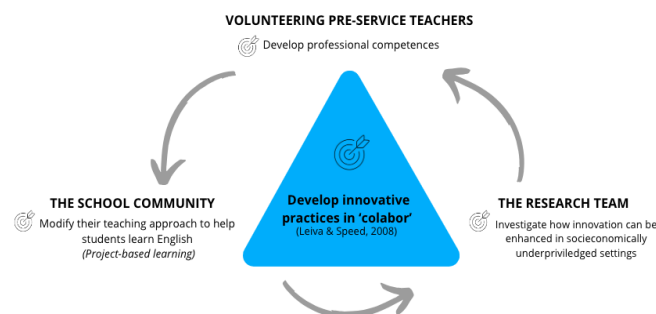 VOLUNTEERING PRE-SERVICE TEACHERS
Develop professional competences
Develop innovative
practices in ‘colabor’
(Leiva & Speed, 2008)
THE SCHOOL COMMUNITY
Modify their teaching approach to help
students learn English
(Project-based learning)
THE RESEARCH TEAM
Investigate how innovation can be
enhanced in socieconomically
underpriviledged settings